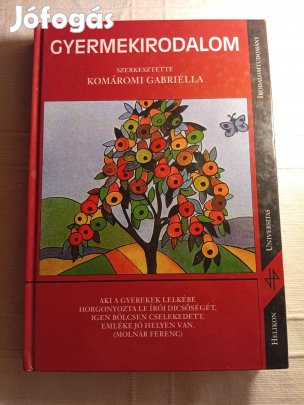 Jófogás
GYERMEKIRODALOM
SZERKESZTETTE
KOMÁROMI GABRIELLA
AKI A GYEREKEK LELKÉBE
HORGONYOZTA LE ÍRÓI DICSŐSÉGÉT,
IGEN BÖLCSEN CSELEKEDETT.
EMLÉKE JÓ HELYEN VAN.
(MOLNÁR FERENC)
HELIKON
UNIVERSITAS
IRODALOMTUDOMÁNY